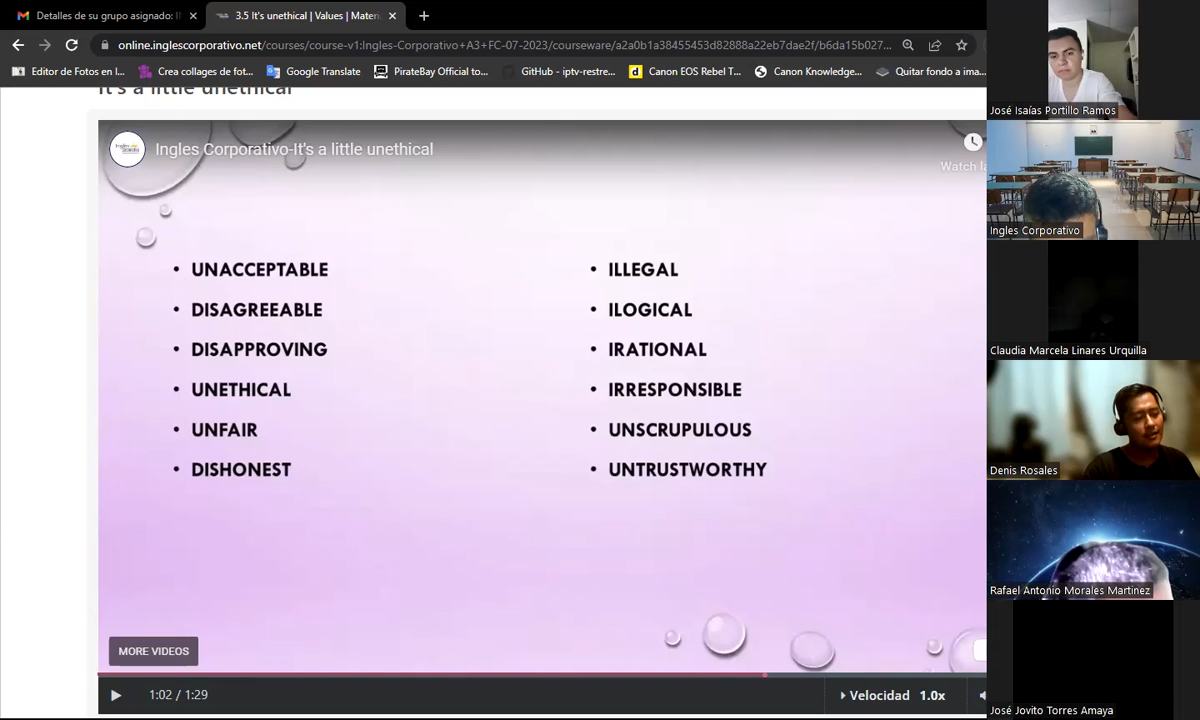 Detalles de su grupo asignado: I
3.5 It's unethical | Values | Mater
online.inglescorporativo.net/courses/course-v1:Ingles-Corporativo+A3+FC-07-2023/courseware/a2a0b1a38455453d82888a22eb7dae2f/b6da15b027...
Editor de Fotos en l...
Crea collages de fot...
Google Translate
PirateBay Official to...
GitHub - iptv-restre...
Canon EOS Rebel T...
Canon Knowledge...
Quitar fondo a ima...
It's a little unethical
Ingles Corporativo-It's a little unethical
Watch la
• UNACCEPTABLE
• DISAGREEABLE
• DISAPPROVING
• UNETHICAL
• UNFAIR
• DISHONEST
• ILLEGAL
• ILOGICAL
• IRATIONAL
• IRRESPONSIBLE
• UNSCRUPULOUS
• UNTRUSTWORTHY
MORE VIDEOS
1:02 / 1:29
Velocidad 1.0x
José Isaías Portillo Ramos
Ingles Corporativo
Claudia Marcela Linares Urquilla
Denis Rosales
Rafael Antonio Morales Martinez
José Jovito Torres Amaya